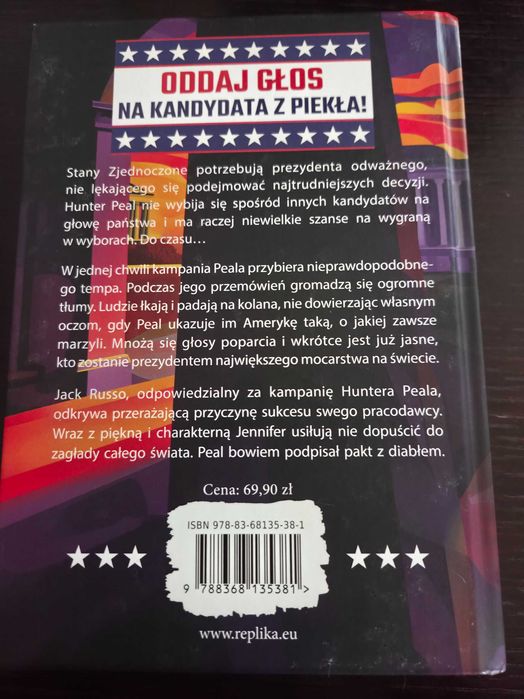 ODDAJ GŁOS
NA KANDYDATA Z PIEKŁA!
Stany Zjednoczone potrzebują prezydenta odważnego,
nie lękającego się podejmować najtrudniejszych decyzji.
Hunter Peal nie wybija się spośród innych kandydatów na
głowę państwa i ma raczej niewielkie szanse na wygraną
w wyborach. Do czasu...
W jednej chwili kampania Peala przybiera nieprawdopodobne-
go tempa. Podczas jego przemówień gromadzą się ogromne
tłumy. Ludzie łkają i padają na kolana, nie dowierzając własnym
oczom, gdy Peal ukazuje im Amerykę taką, o jakiej zawsze
marzyli. Mnożą się głosy poparcia i wkrótce jest już jasne,
kto zostanie prezydentem największego mocarstwa na świecie.
Jack Russo, odpowiedzialny za kampanię Huntera Peala,
odkrywa przerażającą przyczynę sukcesu swego pracodawcy.
Wraz z piękną i charakterną Jennifer usiłują nie dopuścić do
zagłady całego świata. Peal bowiem podpisał pakt z diabłem.
Cena: 69,90 zł
ISBN 978-83-68135-38-1
9 788368 135381 >
www.replika.eu